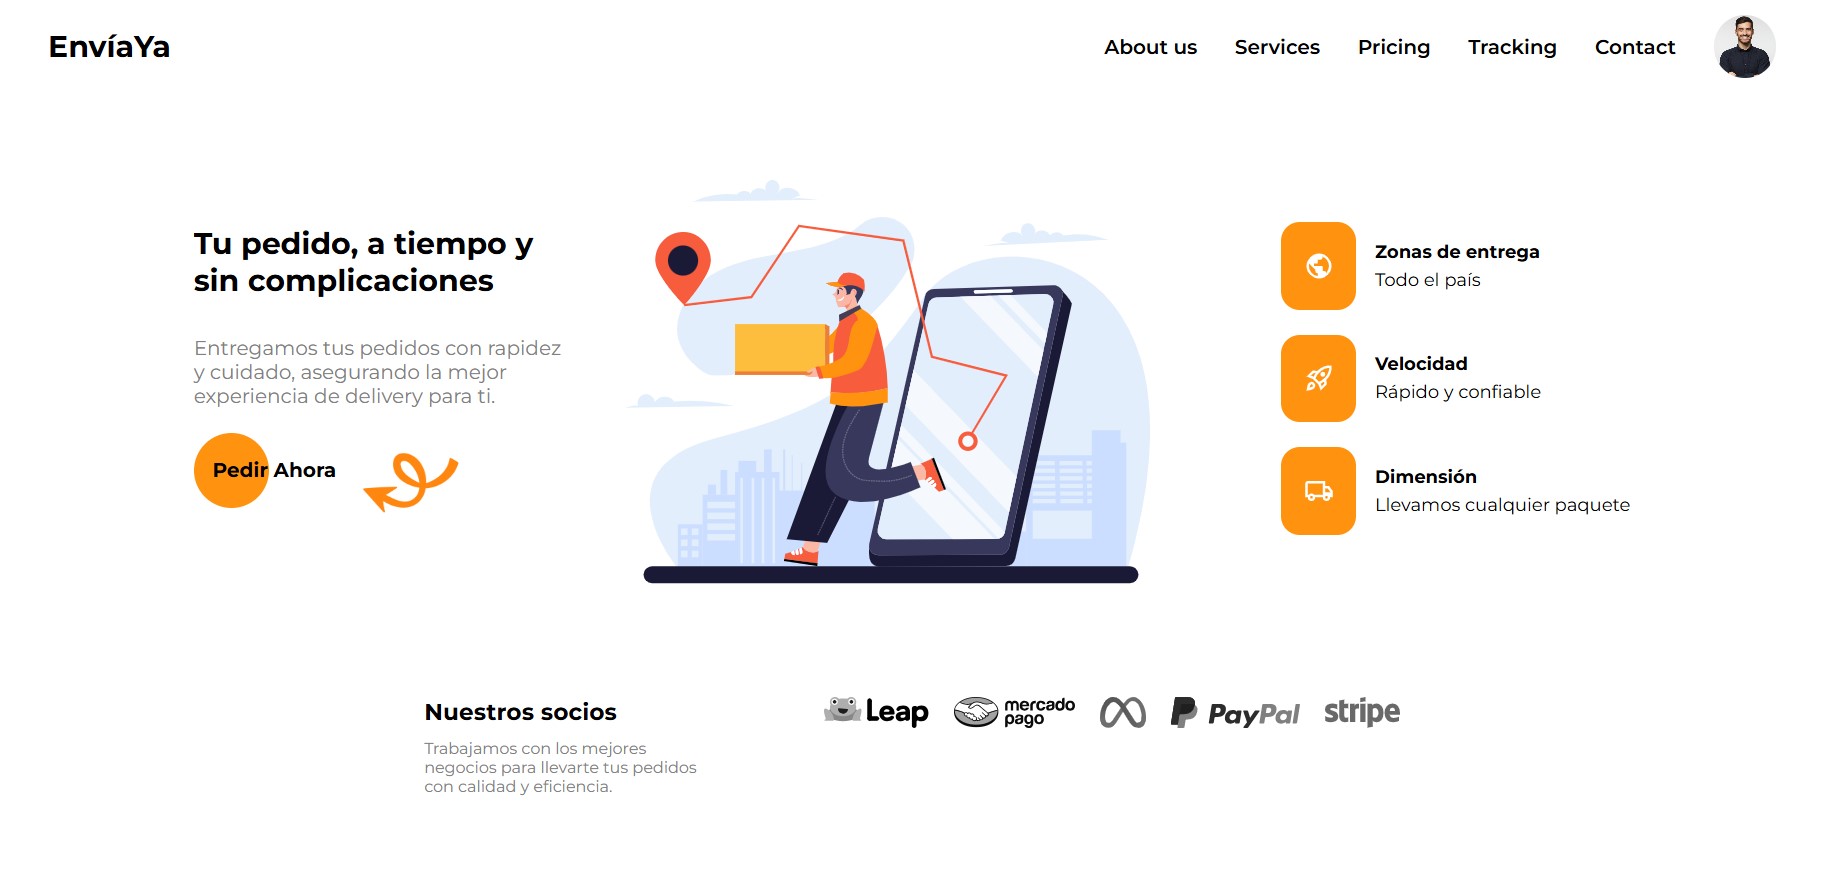 EnvíaYa
About us
Services
Pricing
Tracking
Contact
Tu pedido, a tiempo y
sin complicaciones
Entregamos tus pedidos con rapidez
y cuidado, asegurando la mejor
experiencia de delivery para ti.
Pedir Ahora
Zonas de entrega
Todo el país
Velocidad
Rápido y confiable
Dimensión
Llevamos cualquier paquete
Nuestros socios
Trabajamos con los mejores
negocios para llevarte tus pedidos
con calidad y eficiencia.
Leap
mercado
pago
PayPal
stripe